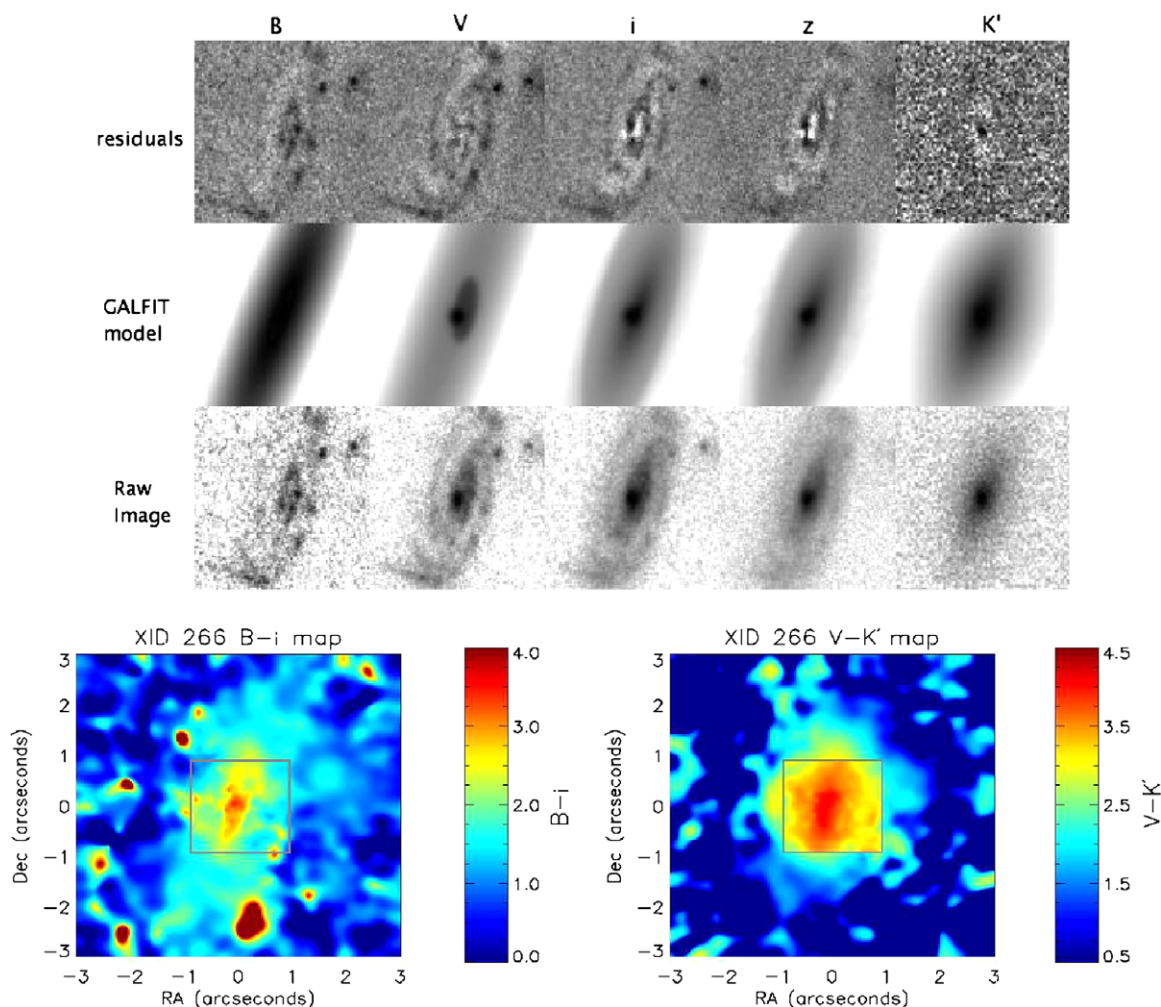 B V i z K'
residuals
GALFIT
model
Raw
Image
XID 266 B-i map
3
2
1
0
-1
-2
-3
Dec (arcseconds)
-3 -2 -1 0 1 2 3
RA (arcseconds)
4.0
3.0
2.0
1.0
0.0
B-i
XID 266 V-K' map
3
2
1
0
-1
-2
-3
Dec (arcseconds)
-3 -2 -1 0 1 2 3
RA (arcseconds)
4.5
3.5
2.5
1.5
0.5
V-K'